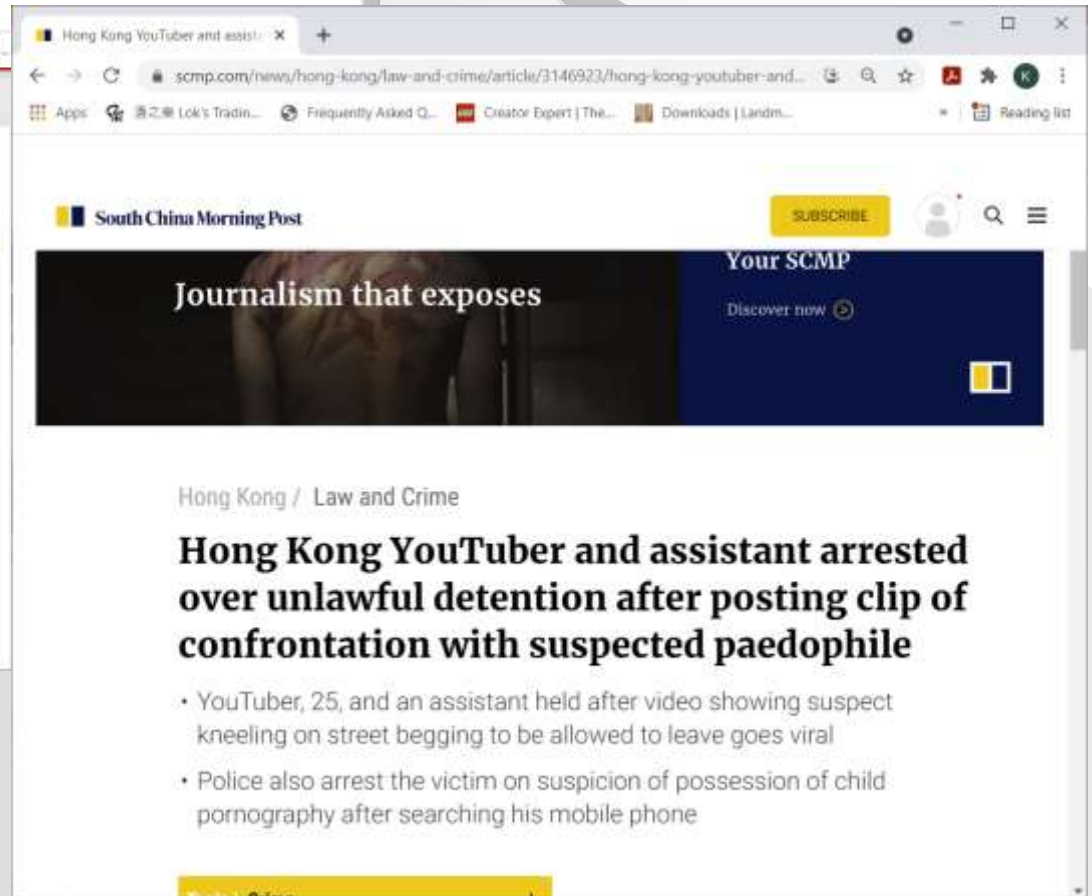 Hong Kong YouTuber and assist
scmp.com/news/hong-kong/law-and-crime/article/3146923/hong-kong-youtuber-and...
K
Apps
Lok's Tradin...
Frequently Asked Q...
Creator Expert | The...
Downloads | Landm...
»
Reading list
South China Morning Post
SUBSCRIBE
Journalism that exposes
Your SCMP
Discover now
Hong Kong / Law and Crime
Hong Kong YouTuber and assistant arrested
over unlawful detention after posting clip of
confrontation with suspected paedophile
• YouTuber, 25, and an assistant held after video showing suspect
kneeling on street begging to be allowed to leave goes viral
• Police also arrest the victim on suspicion of possession of child
pornography after searching his mobile phone